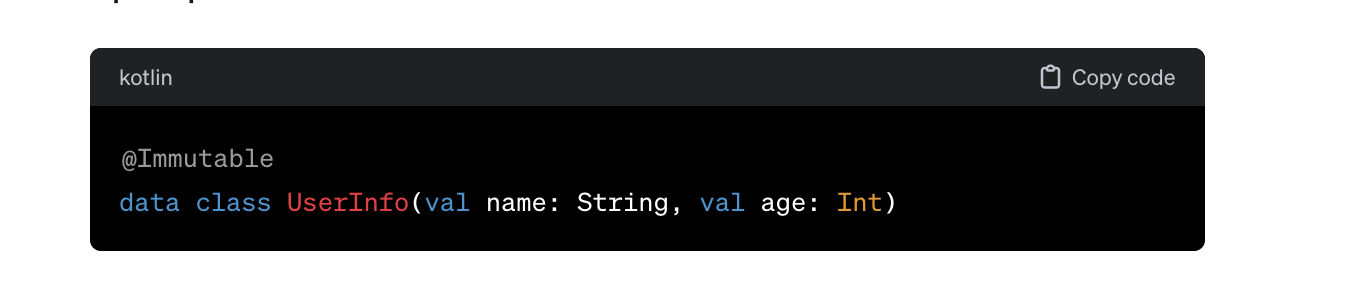 kotlin
Copy code
@Immutable
data class UserInfo(val name: String, val age: Int)